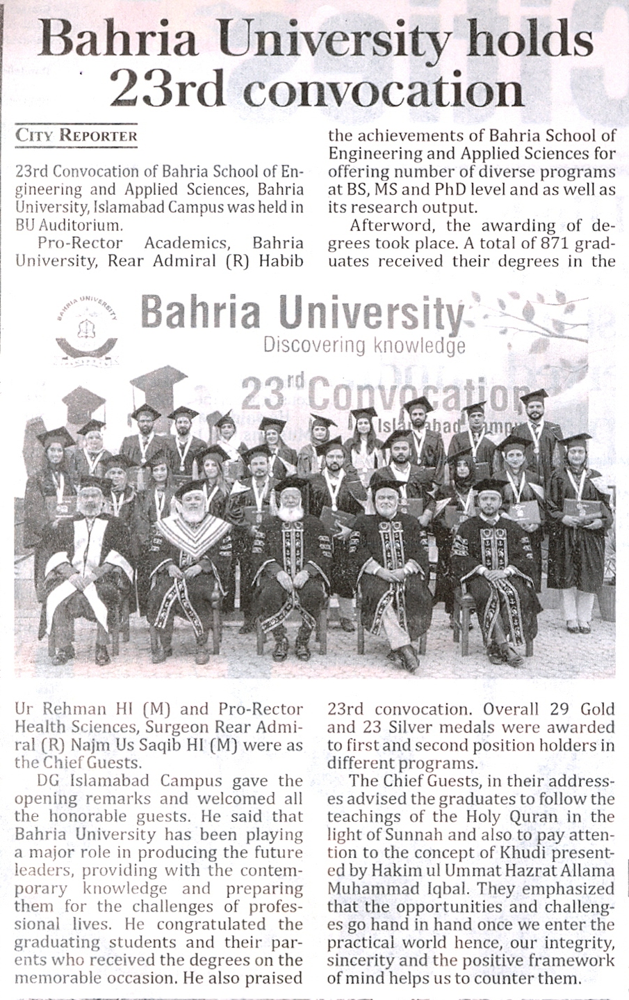 Bahria University holds
23rd convocation
CITY REPORTER
23rd Convocation of Bahria School of En-
gineering and Applied Sciences, Bahria
University, Islamabad Campus was held in
BU Auditorium.
Pro-Rector Academics, Bahria
University, Rear Admiral (R) Habib
Ur Rehman HI (M) and Pro-Rector
Health Sciences, Surgeon Rear Admi-
ral (R) Najm Us Saqib HI (M) were as
the Chief Guests.
DG Islamabad Campus gave the
opening remarks and welcomed all
the honorable guests. He said that
Bahria University has been playing
a major role in producing the future
leaders, providing with the contem-
porary knowledge and preparing
them for the challenges of profes-
sional lives. He congratulated the
graduating students and their par-
ents who received the degrees on the
memorable occasion. He also praised
the achievements of Bahria School of
Engineering and Applied Sciences for
offering number of diverse programs
at BS, MS and PhD level and as well as
its research output.
Afterword, the awarding of de-
grees took place. A total of 871 grad-
uates received their degrees in the
23rd convocation. Overall 29 Gold
and 23 Silver medals were awarded
to first and second position holders in
different programs.
The Chief Guests, in their address-
es advised the graduates to follow the
teachings of the Holy Quran in the
light of Sunnah and also to pay atten-
tion to the concept of Khudi present-
ed by Hakim ul Ummat Hazrat Allama
Muhammad Iqbal. They emphasized
that the opportunities and challeng-
es go hand in hand once we enter the
practical world hence, our integrity,
sincerity and the positive framework
of mind helps us to counter them.
BAHRIA UNIVERSITY
Bahria University
Discovering knowledge
23rd Convocation
Islamabad Campus